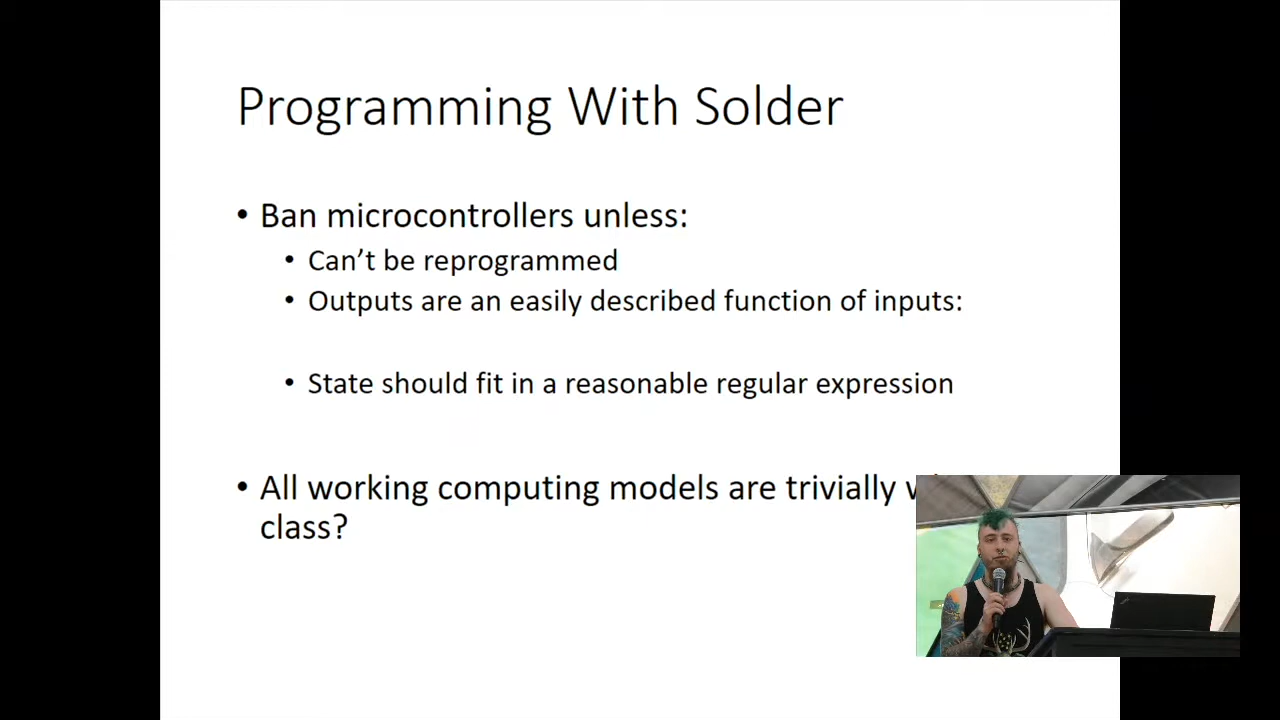 Programming With Solder
• Ban microcontrollers unless:
• Can't be reprogrammed
• Outputs are an easily described function of inputs:
• State should fit in a reasonable regular expression
• All working computing models are trivially
class?